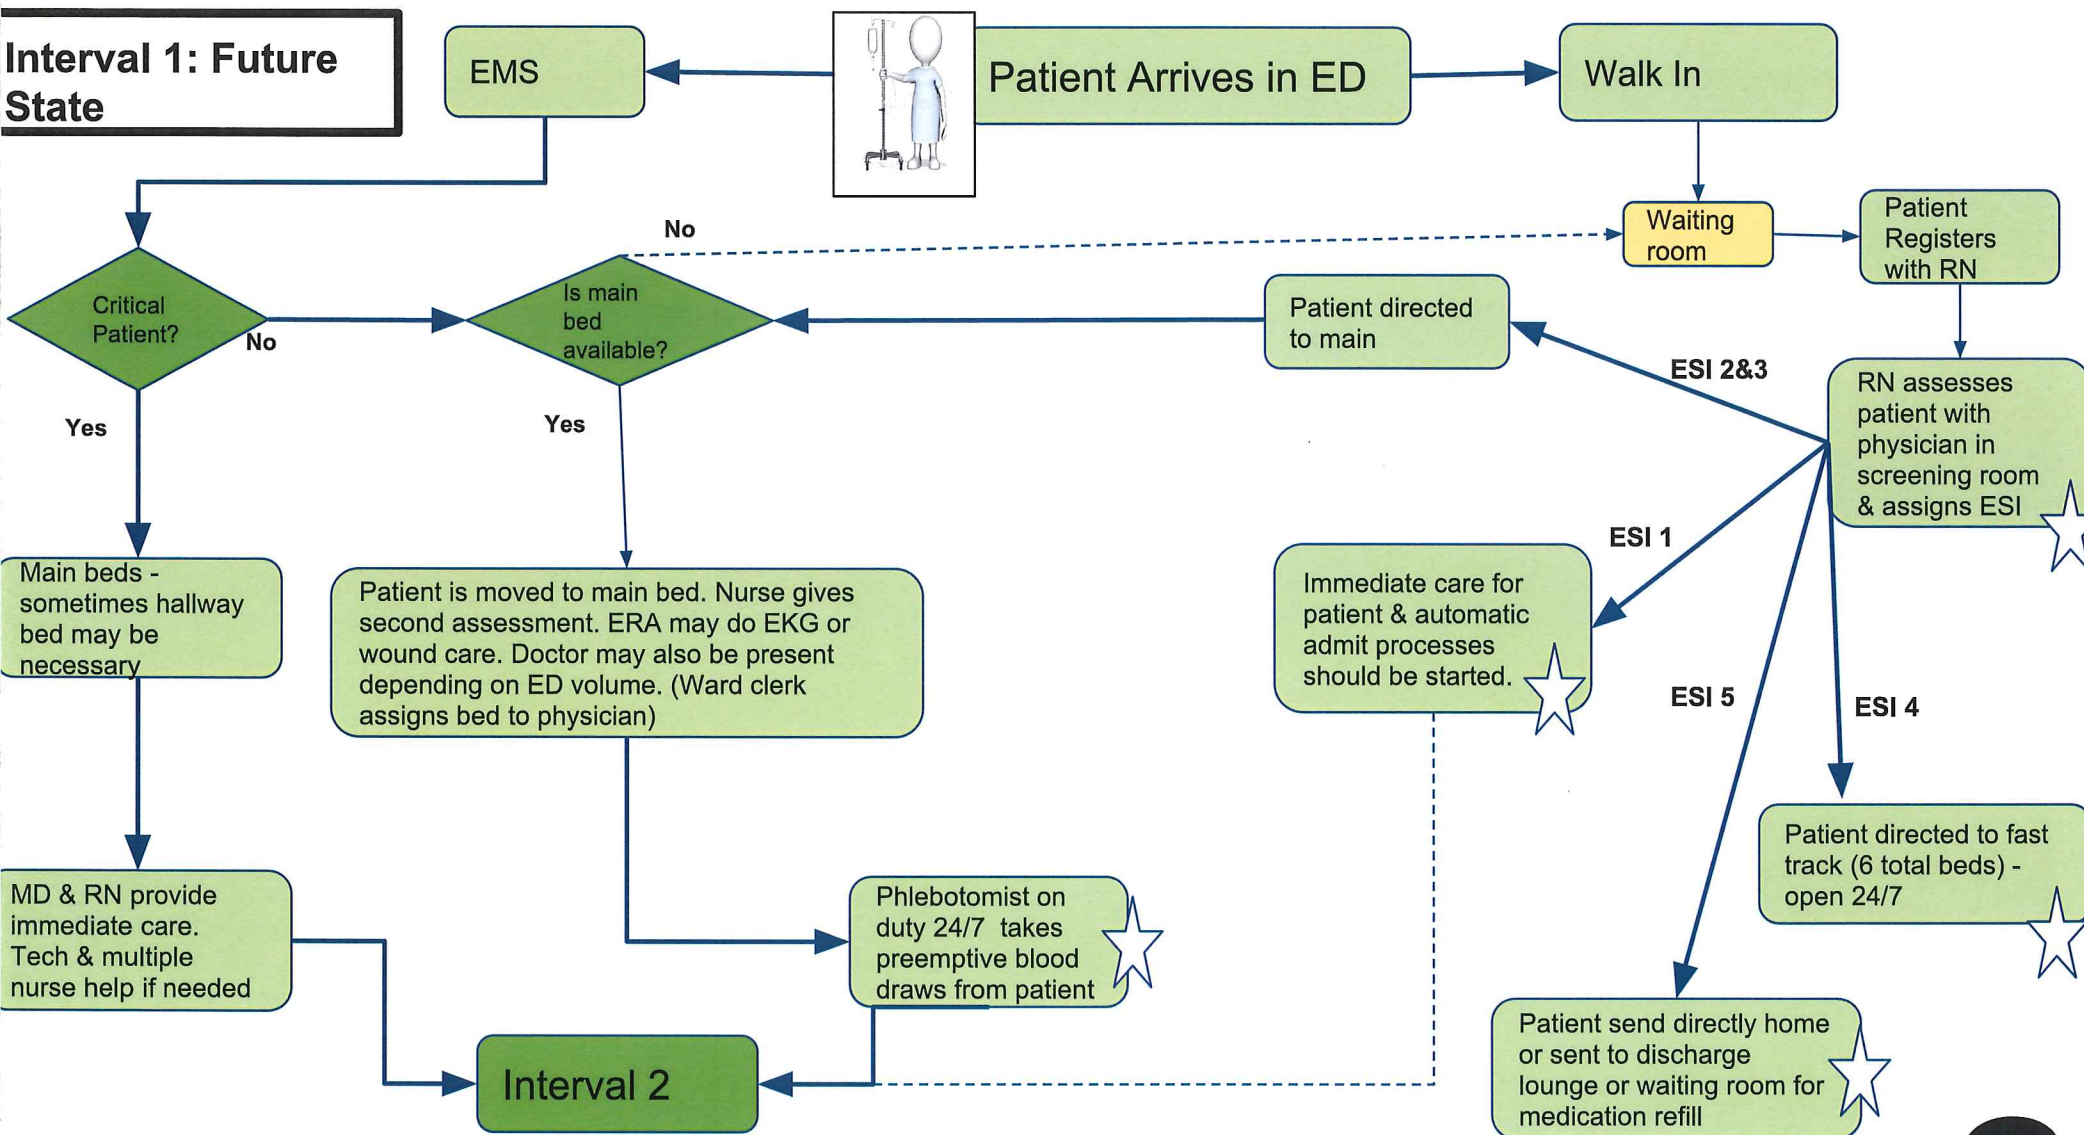 Interval 1: Future
State
EMS
Patient Arrives in ED
Walk In
No
Waiting
room
Patient
Registers
with RN
Critical
Patient?
No
Is main
bed
available?
Patient directed
to main
ESI 2&3
RN assesses
patient with
physician in
screening room
& assigns ESI
Yes
Yes
ESI 1
Main beds -
sometimes hallway
bed may be
necessary
Patient is moved to main bed. Nurse gives
second assessment. ERA may do EKG or
wound care. Doctor may also be present
depending on ED volume. (Ward clerk
assigns bed to physician)
Immediate care for
patient & automatic
admit processes
should be started.
ESI 5
ESI 4
Patient directed to fast
track (6 total beds) -
open 24/7
MD & RN provide
immediate care.
Tech & multiple
nurse help if needed
Phlebotomist on
duty 24/7 takes
preemptive blood
draws from patient
Patient send directly home
or sent to discharge
lounge or waiting room for
medication refill
Interval 2